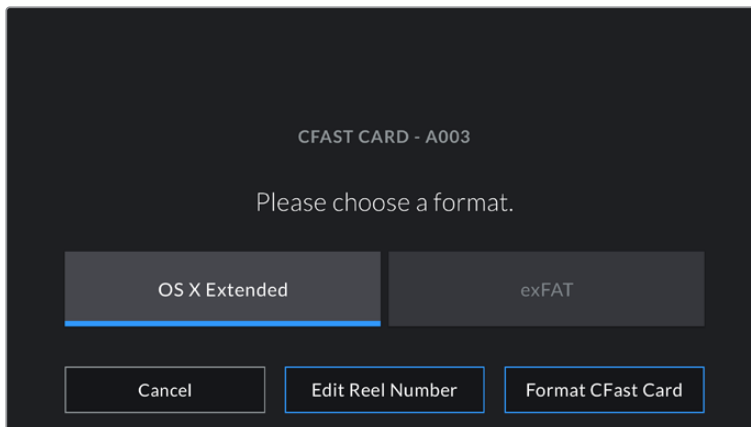 CFAST CARD - A003
Please choose a format.
OS X Extended
exFAT
Cancel
Edit Reel Number
Format CFast Card